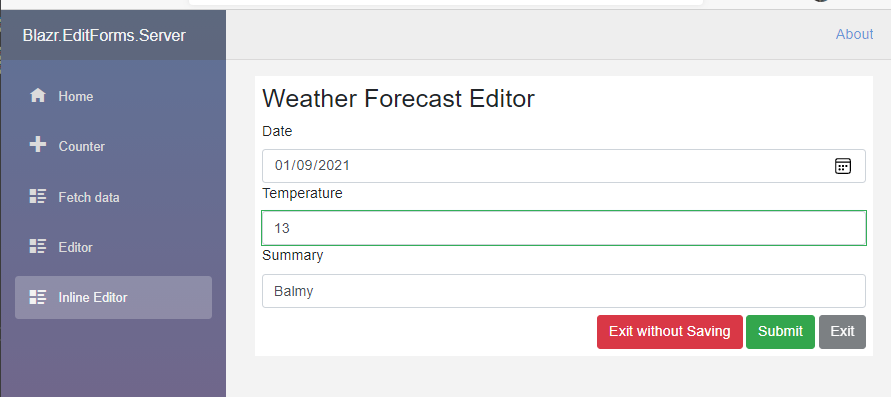 Blazr.EditForms.Server
About
Home
Counter
Fetch data
Editor
Inline Editor
Weather Forecast Editor
Date
01/09/2021
Temperature
13
Summary
Balmy
Exit without Saving Submit Exit